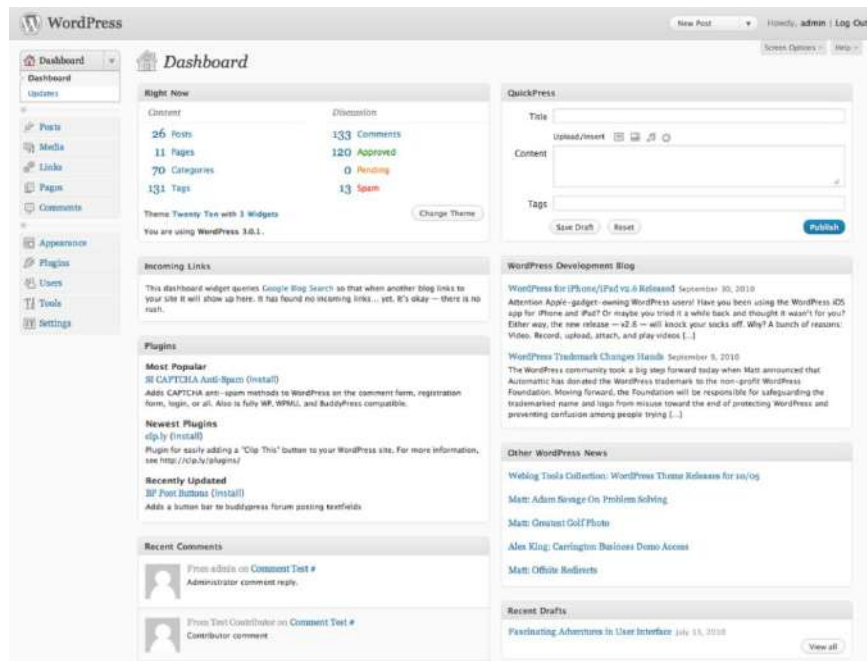 WordPress
New Post
Howdy, admin | Log Out
Screen Options
Help
Dashboard
Dashboard
Updates
Posts
Media
Links
Pages
Comments
Appearance
Plugins
Users
Tools
Settings
Dashboard
Right Now
Content
Discussion
26 Posts
133 Comments
11 Pages
120 Approved
70 Categories
0 Pending
131 Tags
13 Spam
Theme Twenty Ten with 3 Widgets
Change Theme
You are using WordPress 3.0.1.
Incoming Links
This dashboard widget queries Google Blog Search so that when another blog links to
your site it will show up here. It has found no incoming links... yet. It's okay — there is no
rush.
Plugins
Most Popular
SI CAPTCHA Anti-Spam (Install)
Adds CAPTCHA anti-spam methods to WordPress on the comment form, registration
form, login, or all. Also is fully WP, WPMU, and BuddyPress compatible.
Newest Plugins
clp.ly (Install)
Plugin for easily adding a "Clip This" button to your WordPress site. For more information,
see http://clp.ly/plugins/
Recently Updated
BP Post Buttons (Install)
Adds a button bar to buddypress forum posting textfields
Recent Comments
From admin on Comment Test #
Administrator comment reply.
From Test Contributor on Comment Test #
Contributor comment
QuickPress
Title
Upload/Insert
Content
Tags
Save Draft
Reset
Publish
WordPress Development Blog
WordPress for iPhone/iPad v2.6 Released September 30, 2010
Attention Apple-gadget-owning WordPress users! Have you been using the WordPress iOS
app for iPhone and iPad? Or maybe you tried it a while back and thought it wasn't for you?
Either way, the new release — v2.6 — will knock your socks off. Why? A bunch of reasons:
Video. Record, upload, attach, and play videos [...]
WordPress Trademark Changes Hands September 9, 2010
The WordPress community took a big step forward today when Matt announced that
Automattic has donated the WordPress trademark to the non-profit WordPress
Foundation. Moving forward, the Foundation will be responsible for safeguarding the
trademarked name and logo from misuse toward the end of protecting WordPress and
preventing confusion among people trying [...]
Other WordPress News
Weblog Tools Collection: WordPress Theme Releases for 10/05
Matt: Adam Savage On Problem Solving
Matt: Greatest Golf Photo
Alex King: Carrington Business Demo Access
Matt: Offsite Redirects
Recent Drafts
Fascinating Adventures in User Interface July 13, 2010
View all